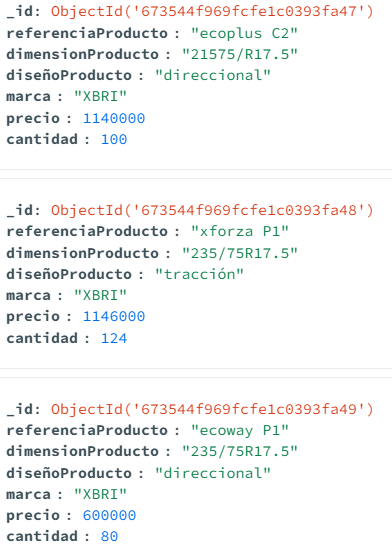 _id: ObjectId('673544f969fcfe1c0393fa47')
referenciaProducto : "ecoplus C2"
dimensionProducto : "21575/R17.5"
diseñoProducto : "direccional"
marca : "XBRI"
precio : 1140000
cantidad : 100
_id: ObjectId('673544f969fcfe1c0393fa48')
referenciaProducto : "xforza P1"
dimensionProducto : "235/75R17.5"
diseñoProducto : "tracción"
marca : "XBRI"
precio : 1146000
cantidad : 124
_id: ObjectId('673544f969fcfe1c0393fa49')
referenciaProducto : "ecoway P1"
dimensionProducto : "235/75R17.5"
diseñoProducto : "direccional"
marca : "XBRI"
precio : 600000
cantidad : 80